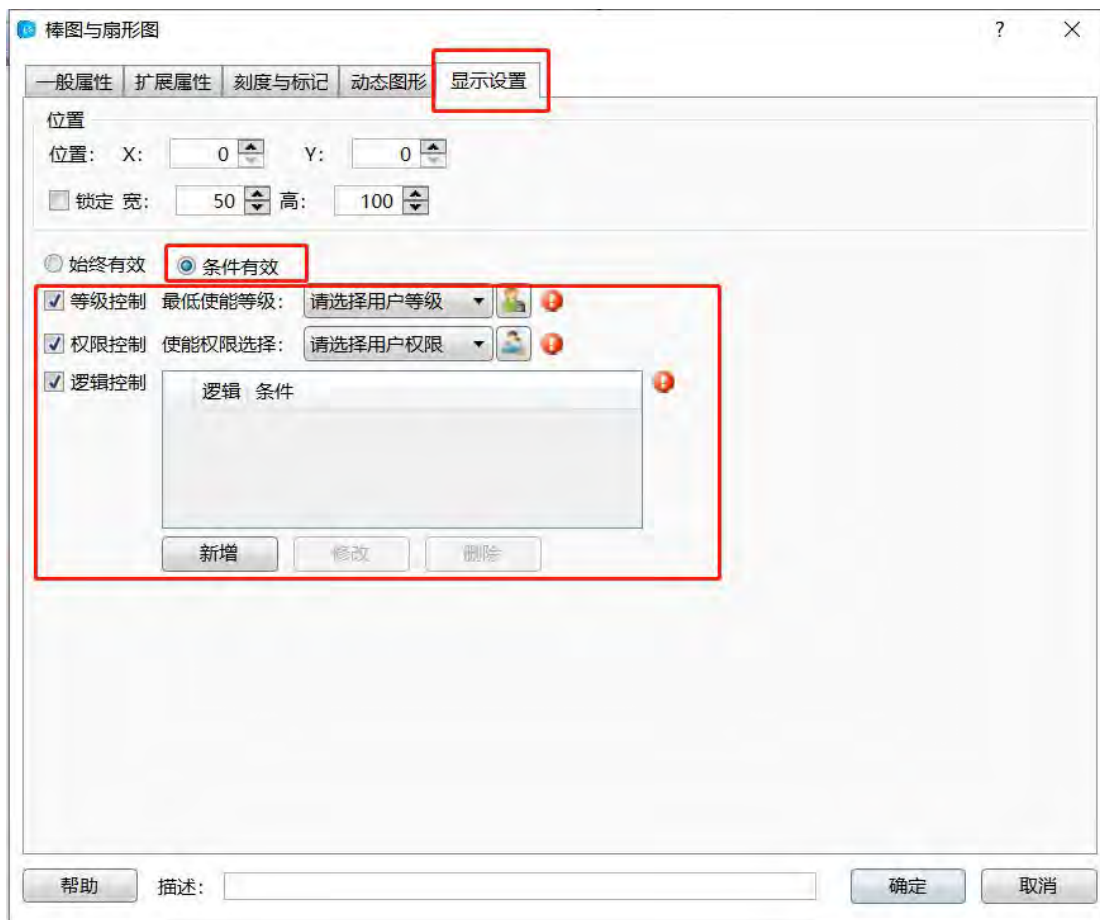 棒图与扇形图 ?
一般属性 扩展属性 刻度与标记 动态图形 显示设置
位置
位置: X: 0 Y: 0
锁定 宽: 50 高: 100
始终有效 条件有效
等级控制 最低使能等级: 请选择用户等级
权限控制 使能权限选择: 请选择用户权限
逻辑控制 逻辑 条件
新增 修改 删除
帮助 描述: 确定 取消